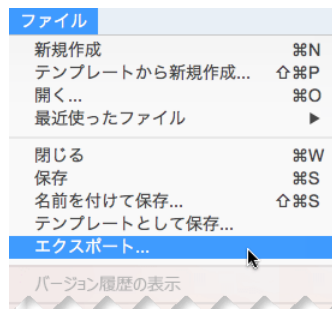 ファイル
新規作成 ⌘N
テンプレートから新規作成... ⇧⌘P
開く... ⌘O
最近使ったファイル ▶
閉じる ⌘W
保存 ⌘S
名前を付けて保存... ⇧⌘S
テンプレートとして保存...
エクスポート...
バージョン履歴の表示